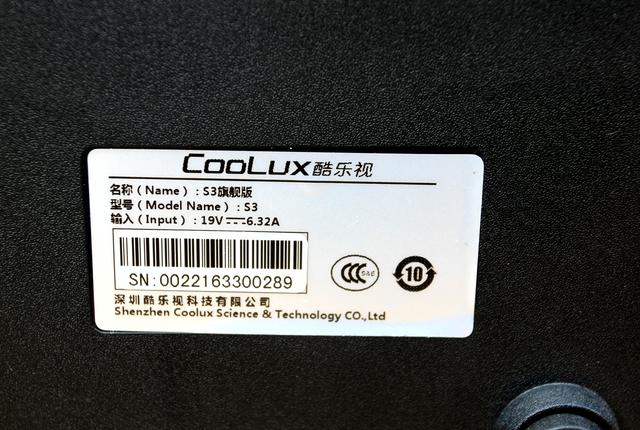 COOLUX酷乐视
名称（Name）: S3旗舰版
型号（Model Name）: S3
输入（Input）: 19V⎓6.32A
SN:0022163300289
CCC S&E
10
深圳酷乐视科技有限公司
Shenzhen Coolux Science & Technology CO.,Ltd